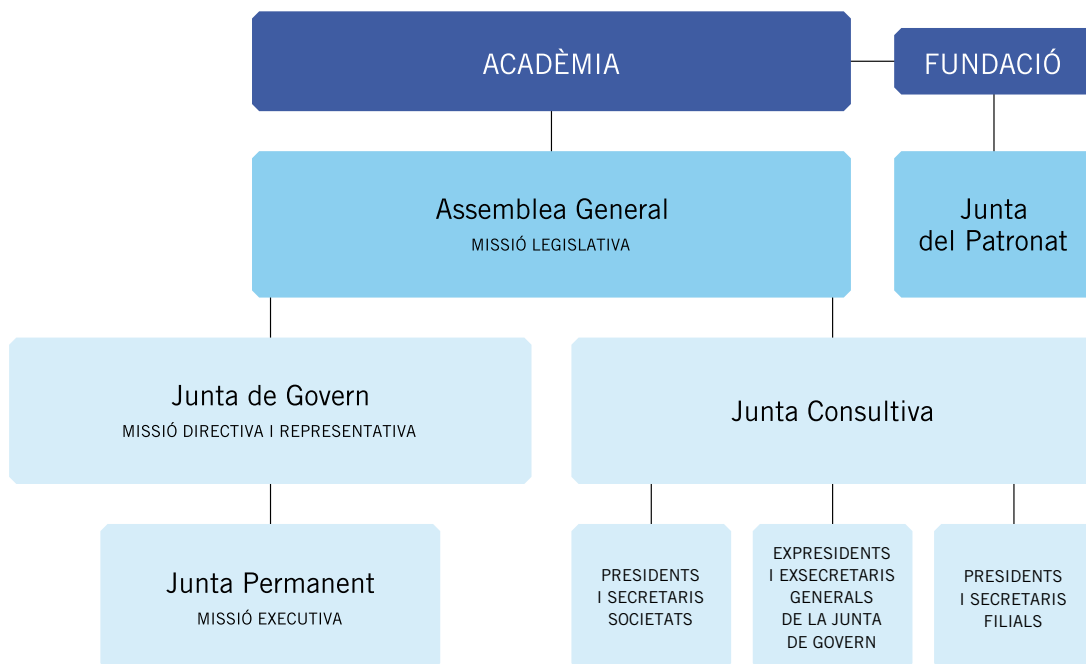 ACADÈMIA
FUNDACIÓ
Assemblea General
MISSIÓ LEGISLATIVA
Junta
del Patronat
Junta de Govern
MISSIÓ DIRECTIVA I REPRESENTATIVA
Junta Consultiva
Junta Permanent
MISSIÓ EXECUTIVA
PRESIDENTS
I SECRETARIS
SOCIETATS
EXPRESIDENTS
I EXSECRETARIS
GENERALS
DE LA JUNTA
DE GOVERN
PRESIDENTS
I SECRETARIS
FILIALS